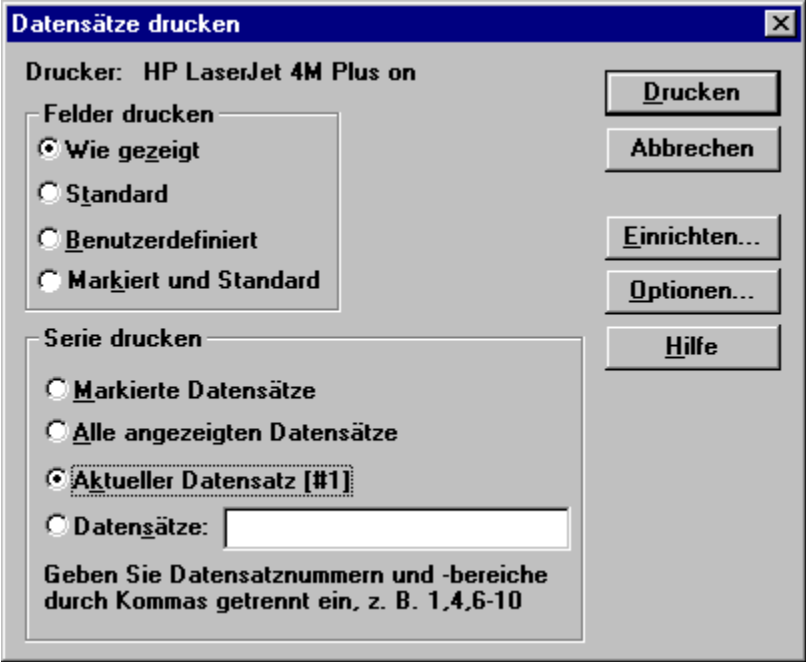 Datensätze drucken
Drucker: HP LaserJet 4M Plus on
Drucken
Felder drucken
Wie gezeigt
Abbrechen
Standard
Benutzerdefiniert
Einrichten...
Markiert und Standard
Optionen...
Serie drucken
Hilfe
Markierte Datensätze
Alle angezeigten Datensätze
Aktueller Datensatz [#1]
Datensätze:
Geben Sie Datensatznummern und -bereiche
durch Kommas getrennt ein, z. B. 1,4,6-10